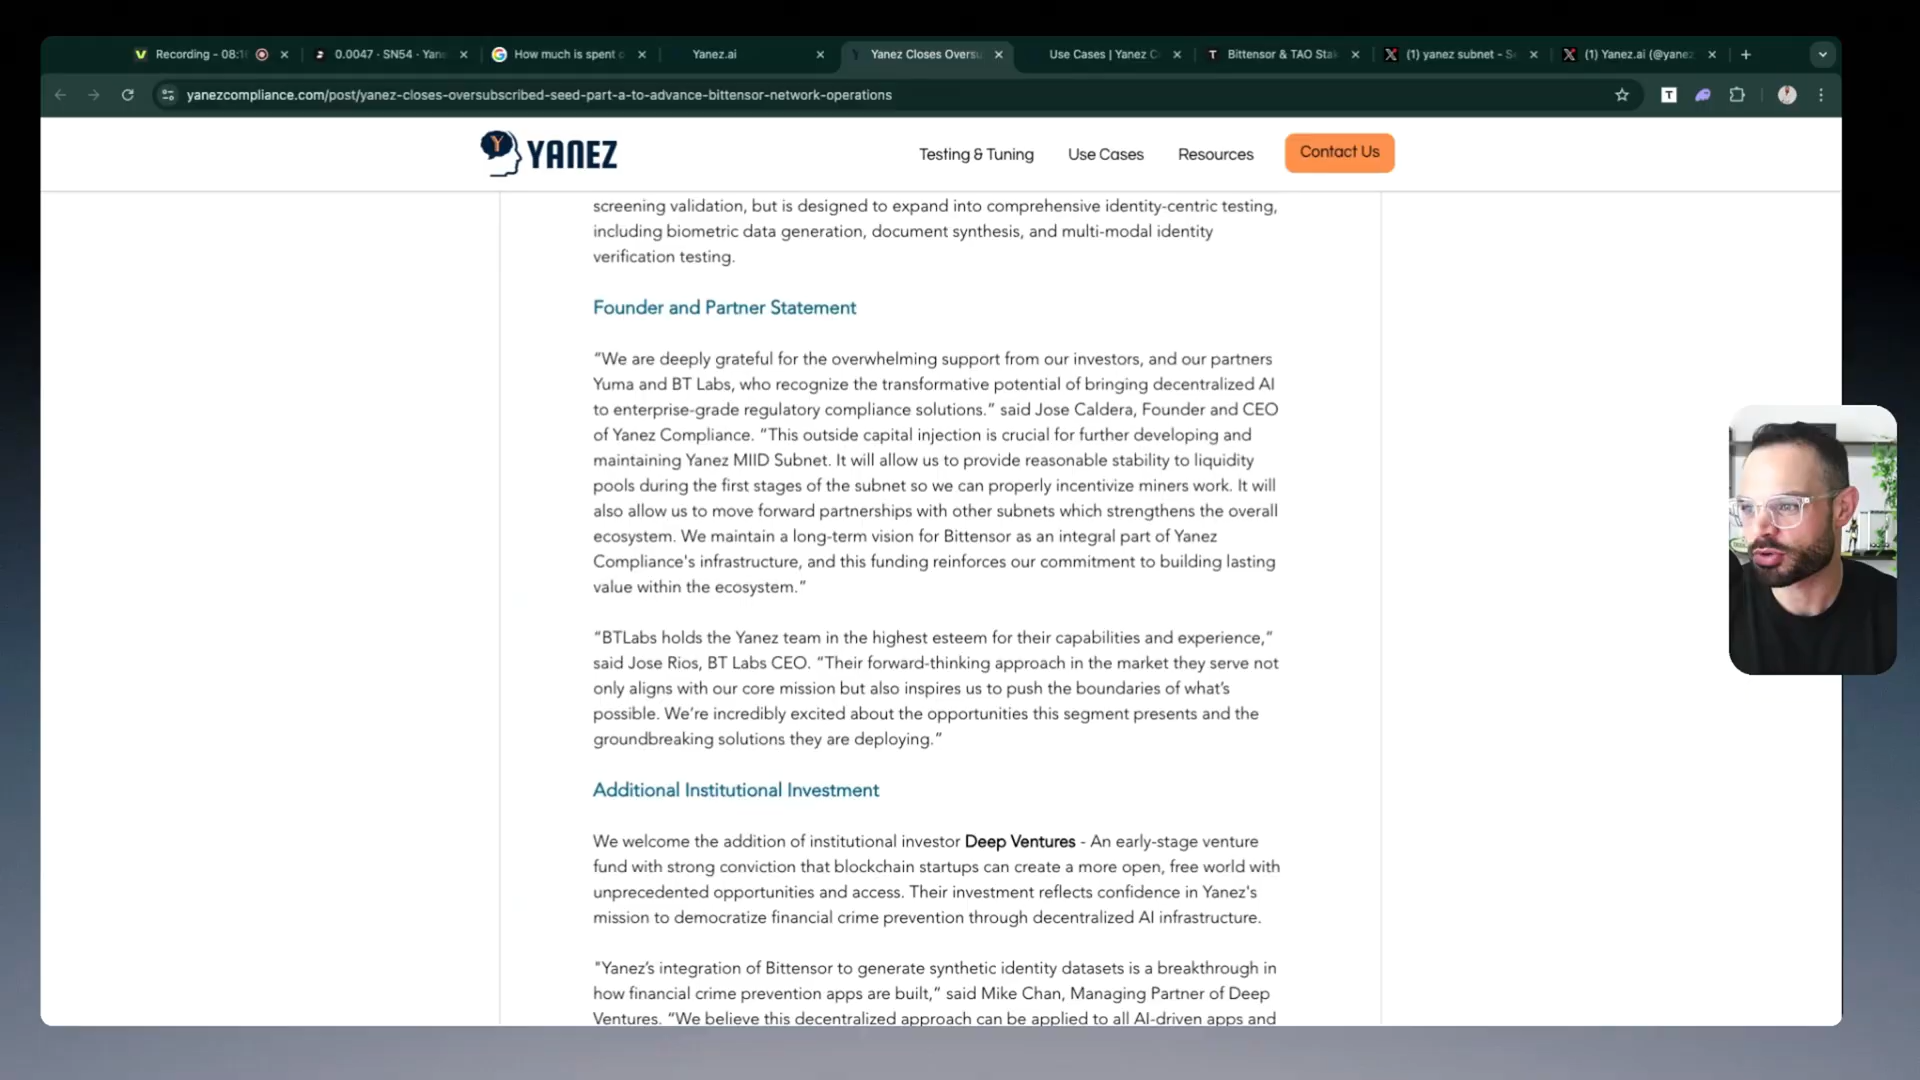 Recording - 08:1
0.0047 · SN54 · Yan
How much is spent
Yanez.ai
Yanez Closes Oversu
Use Cases | Yanez C
T Bittensor & TAO Sta
(1) yanez subnet - S
(1) Yanez.ai (@yanez
yanezcompliance.com/post/yanez-closes-oversubscribed-seed-part-a-to-advance-bittensor-network-operations
YANEZ
Testing & Tuning
Use Cases
Resources
Contact Us
screening validation, but is designed to expand into comprehensive identity-centric testing,
including biometric data generation, document synthesis, and multi-modal identity
verification testing.
Founder and Partner Statement
“We are deeply grateful for the overwhelming support from our investors, and our partners
Yuma and BT Labs, who recognize the transformative potential of bringing decentralized AI
to enterprise-grade regulatory compliance solutions.” said Jose Caldera, Founder and CEO
of Yanez Compliance. “This outside capital injection is crucial for further developing and
maintaining Yanez MIID Subnet. It will allow us to provide reasonable stability to liquidity
pools during the first stages of the subnet so we can properly incentivize miners work. It will
also allow us to move forward partnerships with other subnets which strengthens the overall
ecosystem. We maintain a long-term vision for Bittensor as an integral part of Yanez
Compliance's infrastructure, and this funding reinforces our commitment to building lasting
value within the ecosystem.”
“BTLabs holds the Yanez team in the highest esteem for their capabilities and experience,”
said Jose Rios, BT Labs CEO. “Their forward-thinking approach in the market they serve not
only aligns with our core mission but also inspires us to push the boundaries of what’s
possible. We’re incredibly excited about the opportunities this segment presents and the
groundbreaking solutions they are deploying.”
Additional Institutional Investment
We welcome the addition of institutional investor Deep Ventures - An early-stage venture
fund with strong conviction that blockchain startups can create a more open, free world with
unprecedented opportunities and access. Their investment reflects confidence in Yanez's
mission to democratize financial crime prevention through decentralized AI infrastructure.
"Yanez’s integration of Bittensor to generate synthetic identity datasets is a breakthrough in
how financial crime prevention apps are built,” said Mike Chan, Managing Partner of Deep
Ventures. “We believe this decentralized approach can be applied to all AI-driven apps and